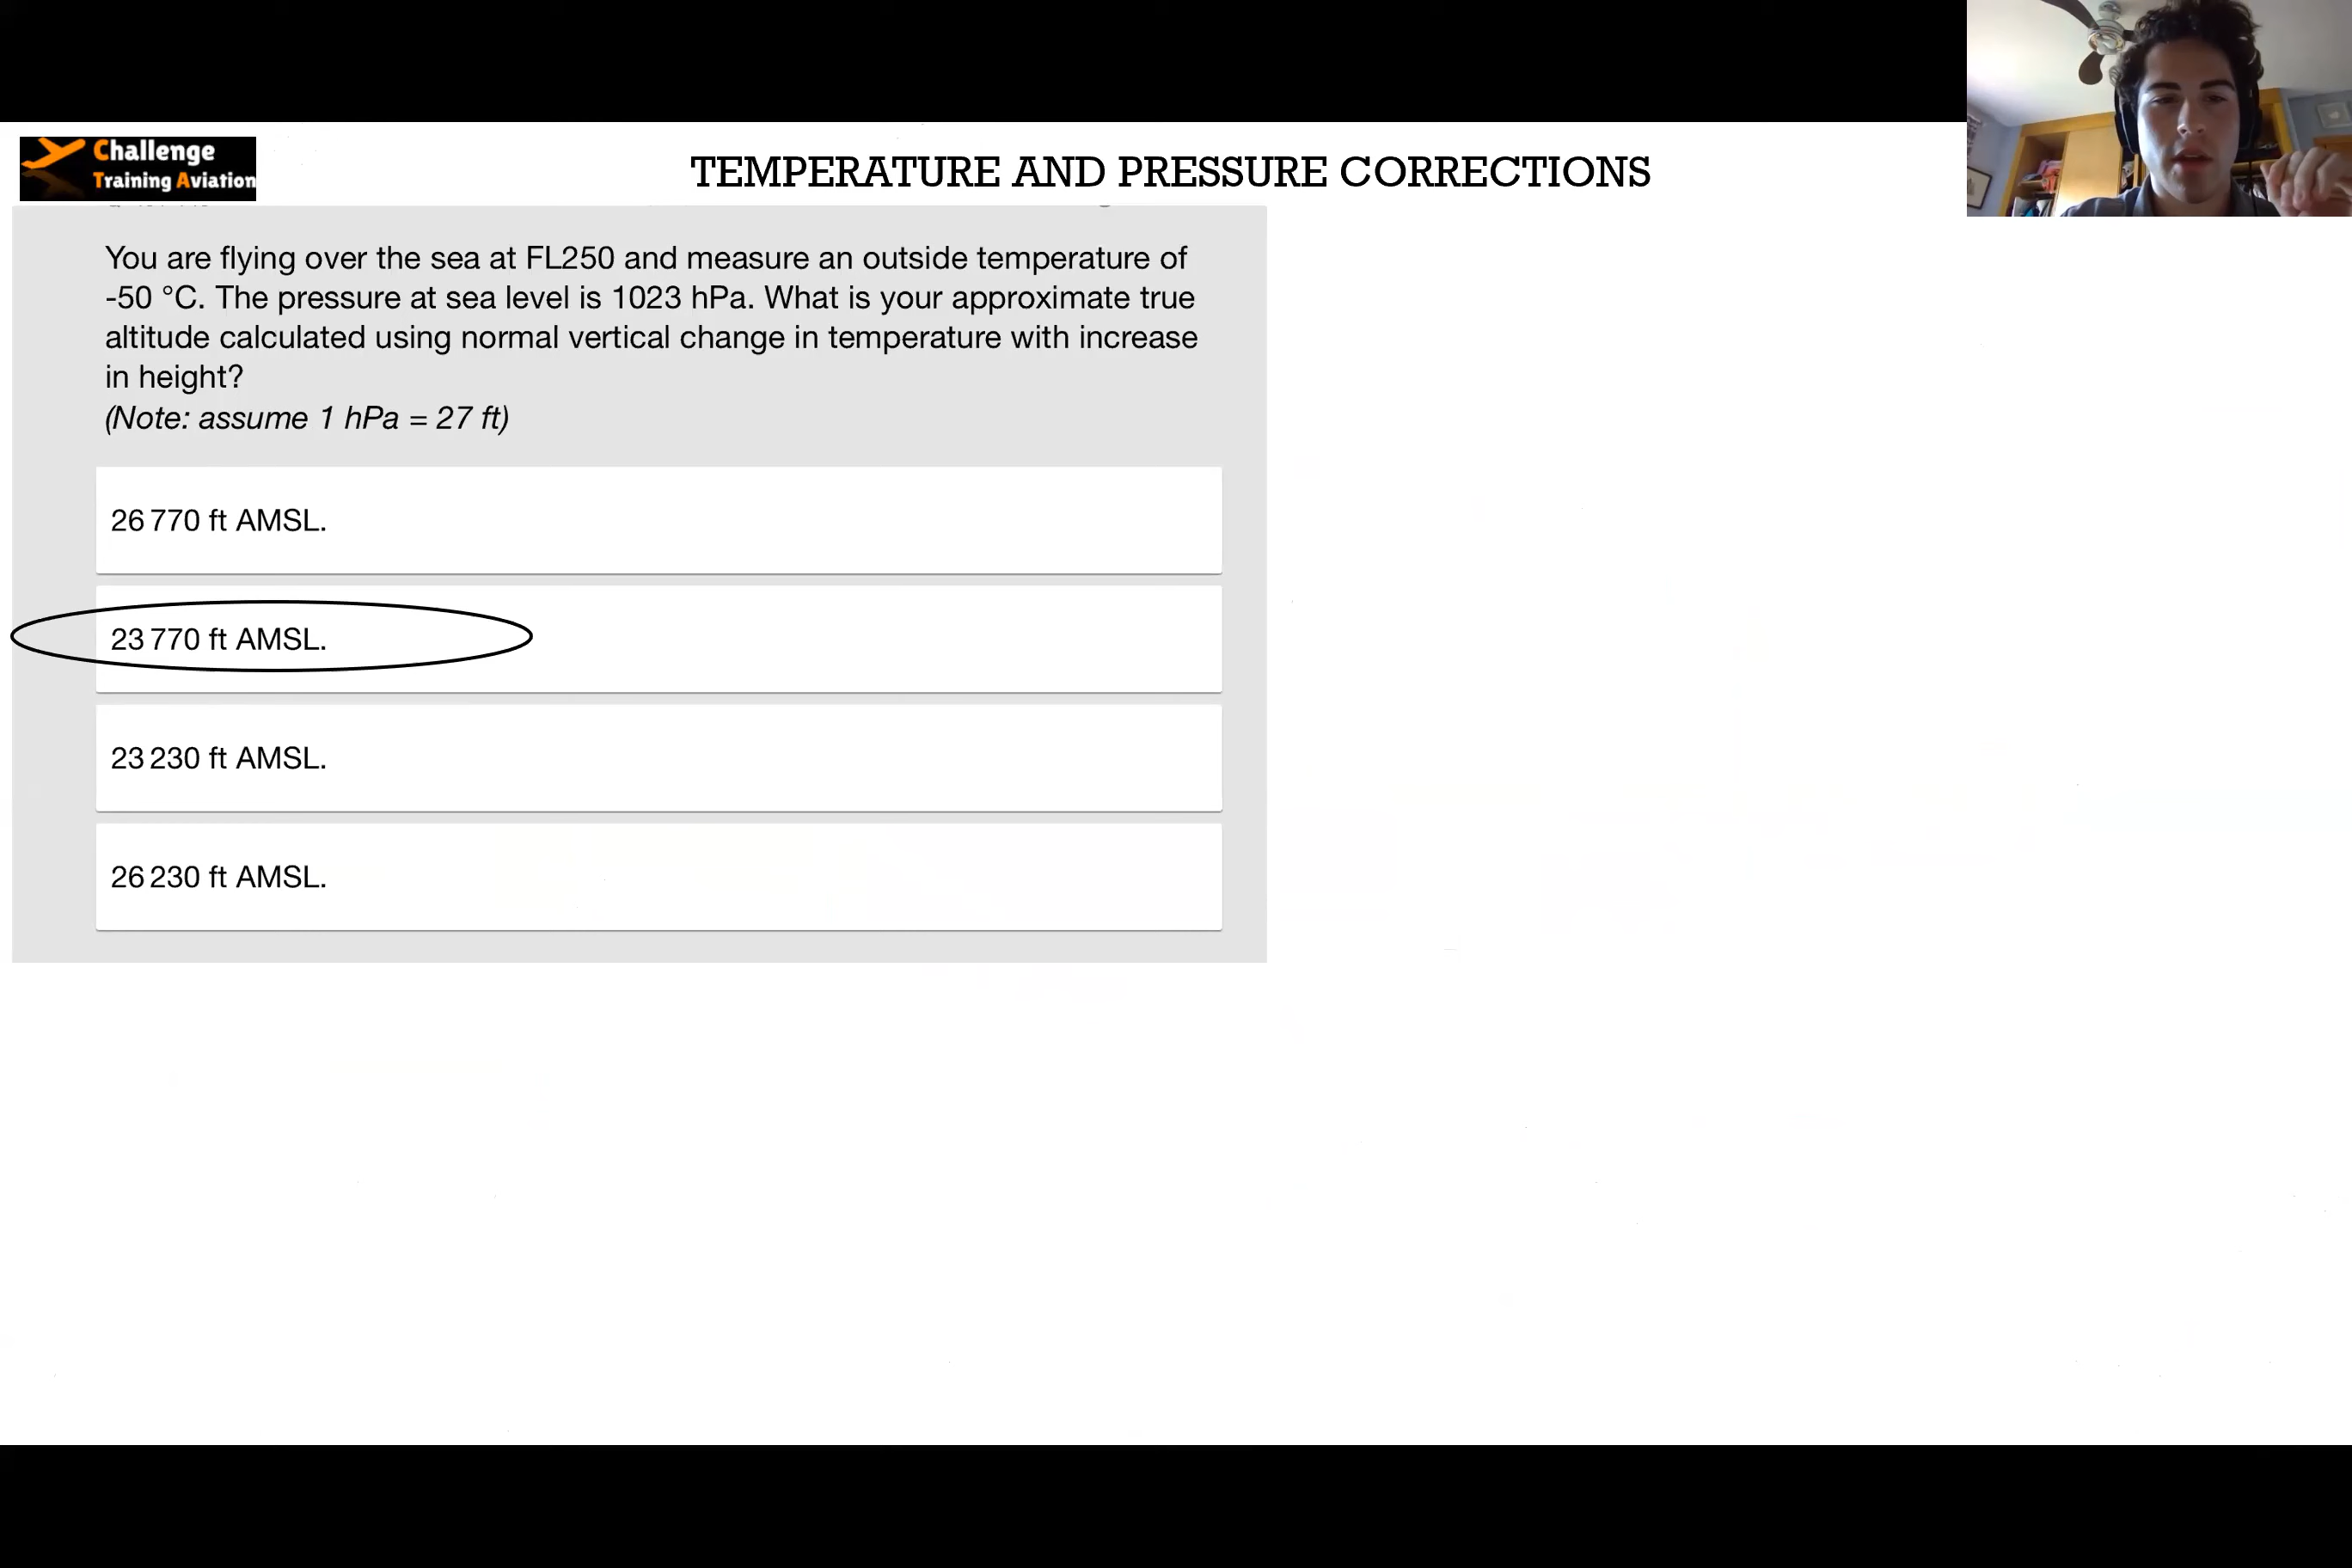 Challenge
Training Aviation
TEMPERATURE AND PRESSURE CORRECTIONS
You are flying over the sea at FL250 and measure an outside temperature of
-50 °C. The pressure at sea level is 1023 hPa. What is your approximate true
altitude calculated using normal vertical change in temperature with increase
in height?
(Note: assume 1 hPa = 27 ft)
26 770 ft AMSL.
23 770 ft AMSL.
23 230 ft AMSL.
26 230 ft AMSL.